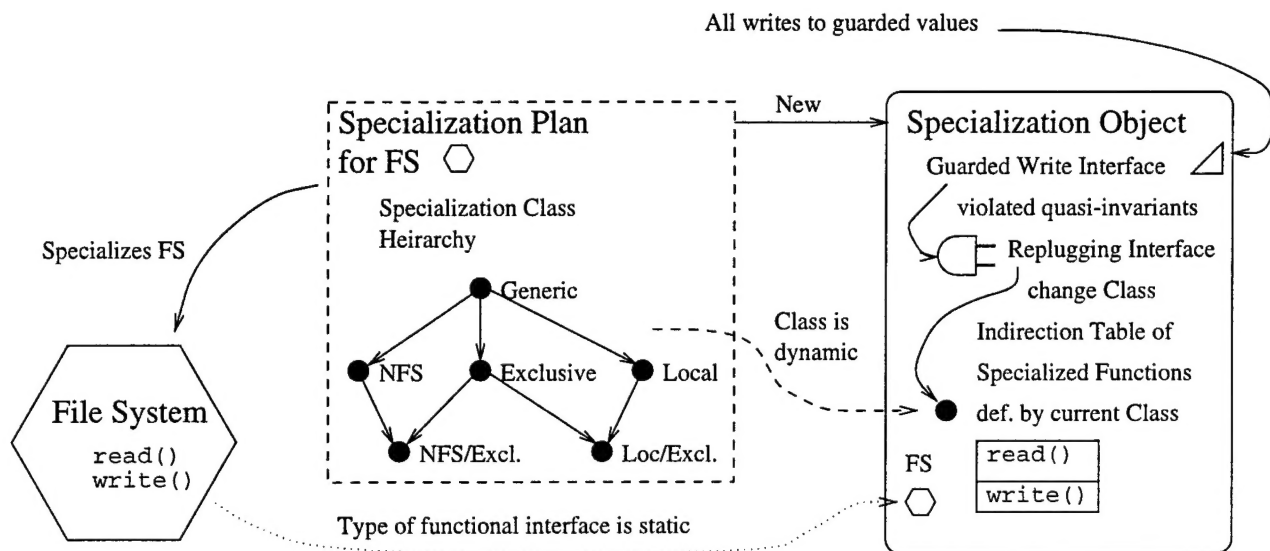 All writes to guarded values
New
Specialization Plan
for FS
Specialization Class
Heirarchy
Specializes FS
Generic
NFS
Exclusive
Local
NFS/Excl.
Loc/Excl.
File System
read()
write()
Class is
dynamic
Type of functional interface is static
Specialization Object
Guarded Write Interface
violated quasi-invariants
Replugging Interface
change Class
Indirection Table of
Specialized Functions
def. by current Class
FS
read()
write()